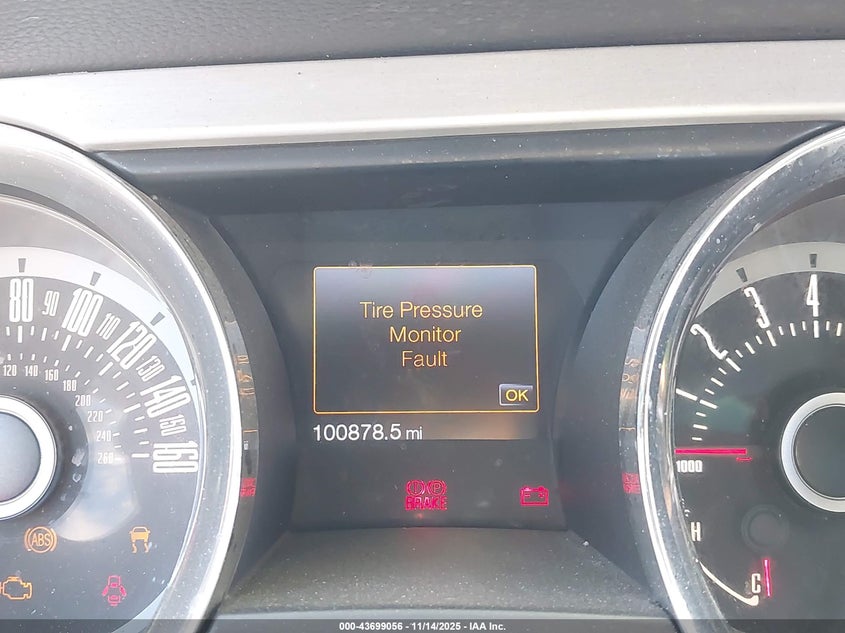 Tire Pressure
Monitor
Fault
OK
100878.5 mi
BRAKE
ABS
80 90 100 110 120 130 140 150 160
120 140 160 180 200 220 240 260
2 3 4
1000
H
C
000-43699056 - 11/14/2025 - IAA Inc.